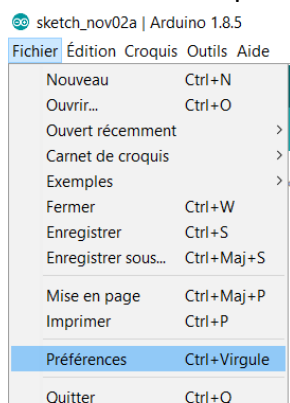 sketch_nov02a | Arduino 1.8.5
Fichier Édition Croquis Outils Aide
Nouveau Ctrl+N
Ouvrir... Ctrl+O
Ouvert récemment >
Carnet de croquis >
Exemples >
Fermer Ctrl+W
Enregistrer Ctrl+S
Enregistrer sous... Ctrl+Maj+S
Mise en page Ctrl+Maj+P
Imprimer Ctrl+P
Préférences Ctrl+Virgule
Quitter Ctrl+Q